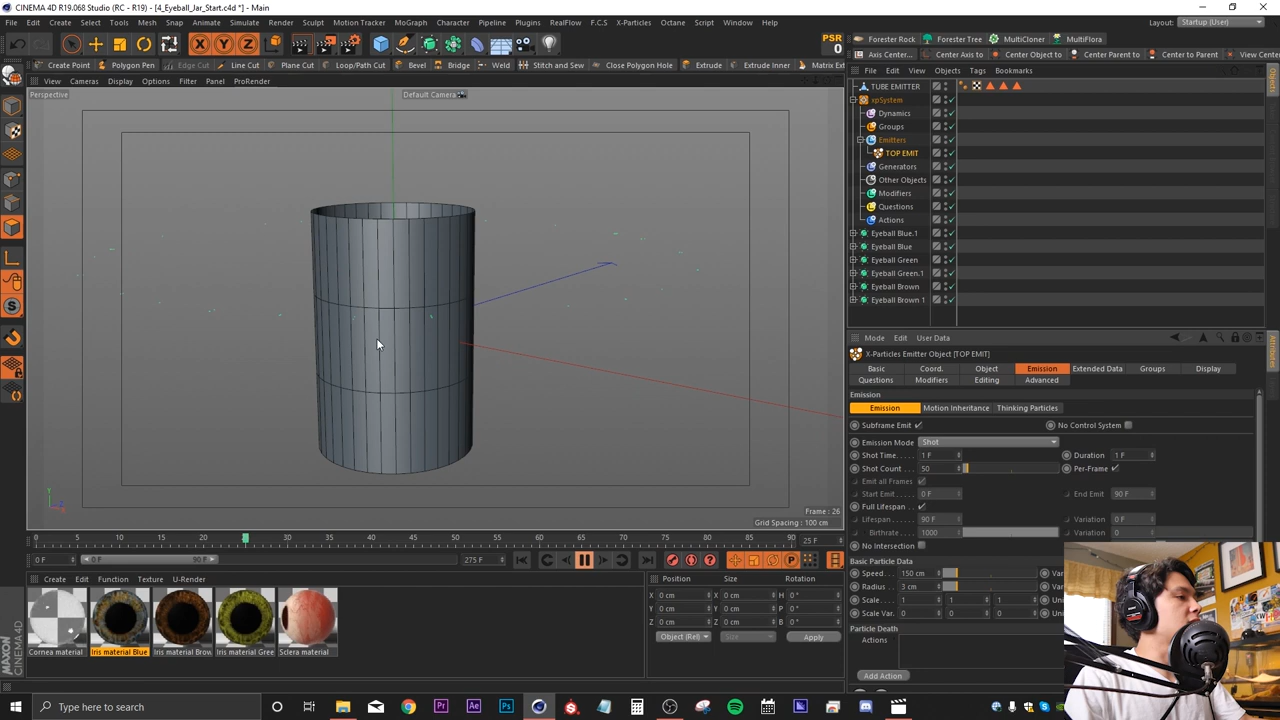 CINEMA 4D R19.068 Studio (RC - R19) - [4_Eyeball_Jar_Start.c4d *] - Main
File Edit Create Select Tools Mesh Snap Animate Simulate Render Sculpt Motion Tracker MoGraph Character Pipeline Plugins RealFlow F.C.S X-Particles Octane Script Window Help Layout: Startup (User)
PSR
0
X Y Z
Forester Rock Forester Tree MultiCloner MultiFlora
Create Point Polygon Pen Edge Cut Line Cut Plane Cut Loop/Path Cut Bevel Bridge Weld Stitch and Sew Close Polygon Hole Extrude Extrude Inner Matrix Ext
Axis Center... Center Axis to Center Object to Center Parent to Center to Parent View Center
View Cameras Display Options Filter Panel ProRender
File Edit View Objects Tags Bookmarks
Perspective
Default Camera
TUBE EMITTER
xpSystem
Dynamics
Groups
Emitters
TOP EMIT
Generators
Other Objects
Modifiers
Questions
Actions
Eyeball Blue.1
Eyeball Blue
Eyeball Green
Eyeball Green.1
Eyeball Brown
Eyeball Brown 1
Objects
Mode Edit User Data
Attributes
X-Particles Emitter Object [TOP EMIT]
Basic Coord. Object Emission Extended Data Groups Display
Questions Modifiers Editing Advanced
Emission
Emission Motion Inheritance Thinking Particles
Subframe Emit No Control System
Emission Mode Shot
Shot Time. . . . . 1 F Duration 1 F
Shot Count . . . 50 Per-Frame
Emit all Frames
Start Emit 0 F End Emit 90 F
Full Lifespan . .
Lifespan . 90 F Variation 0 F
Birthrate 1000 Variation
No Intersection
Basic Particle Data
Speed. . 150 cm Var
Radius . 3 cm Var
Scale . . 1 1 1 Un
Scale Var. 0 0 0 Un
Particle Death
Actions
Add Action
Frame : 26
Grid Spacing : 100 cm
0 5 10 15 20 25 30 35 40 45 50 55 60 65 70 75 80 85 90 25 F
0 F 0 F 90 F 275 F
Create Edit Function Texture U-Render
Cornea material Iris material Blue Iris material Brow Iris material Gree Sclera material
Position Size Rotation
X 0 cm X 0 cm H 0 °
Y 0 cm Y 0 cm P 0 °
Z 0 cm Z 0 cm B 0 °
Object (Rel) Size Apply
MAXON CINEMA 4D
Type here to search